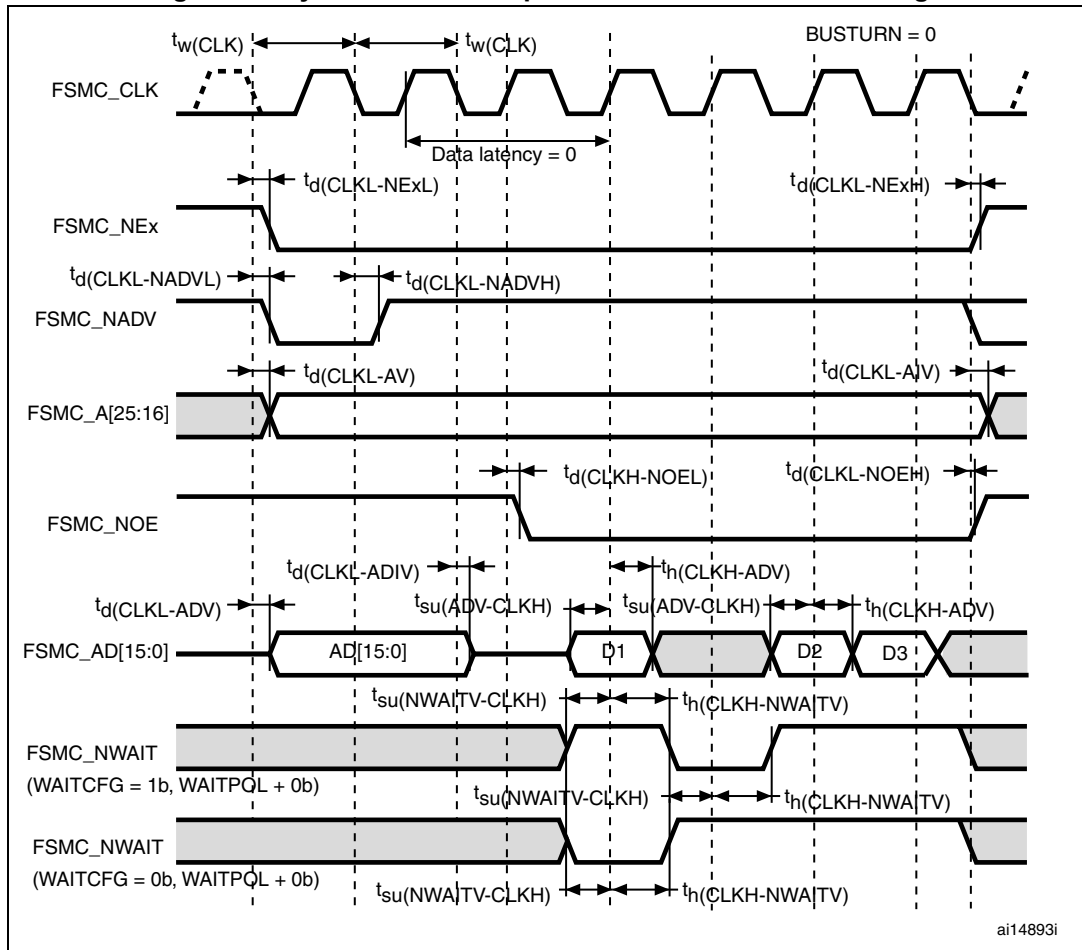 tw(CLK) tw(CLK) BUSTURN = 0
FSMC_CLK
Data latency = 0
td(CLKL-NExL) td(CLKL-NExH)
FSMC_NEx
td(CLKL-NADVL) td(CLKL-NADVH)
FSMC_NADV
td(CLKL-AV) td(CLKL-AIV)
FSMC_A[25:16]
td(CLKH-NOEL) td(CLKL-NOEH)
FSMC_NOE
td(CLKL-ADIV) th(CLKH-ADV)
td(CLKL-ADV) tsu(ADV-CLKH) tsu(ADV-CLKH) th(CLKH-ADV)
FSMC_AD[15:0] AD[15:0] D1 D2 D3
tsu(NWAITV-CLKH) th(CLKH-NWAITV)
FSMC_NWAIT
(WAITCFG = 1b, WAITPOL + 0b)
tsu(NWAITV-CLKH) th(CLKH-NWAITV)
FSMC_NWAIT
(WAITCFG = 0b, WAITPOL + 0b)
tsu(NWAITV-CLKH) th(CLKH-NWAITV)
ai14893i